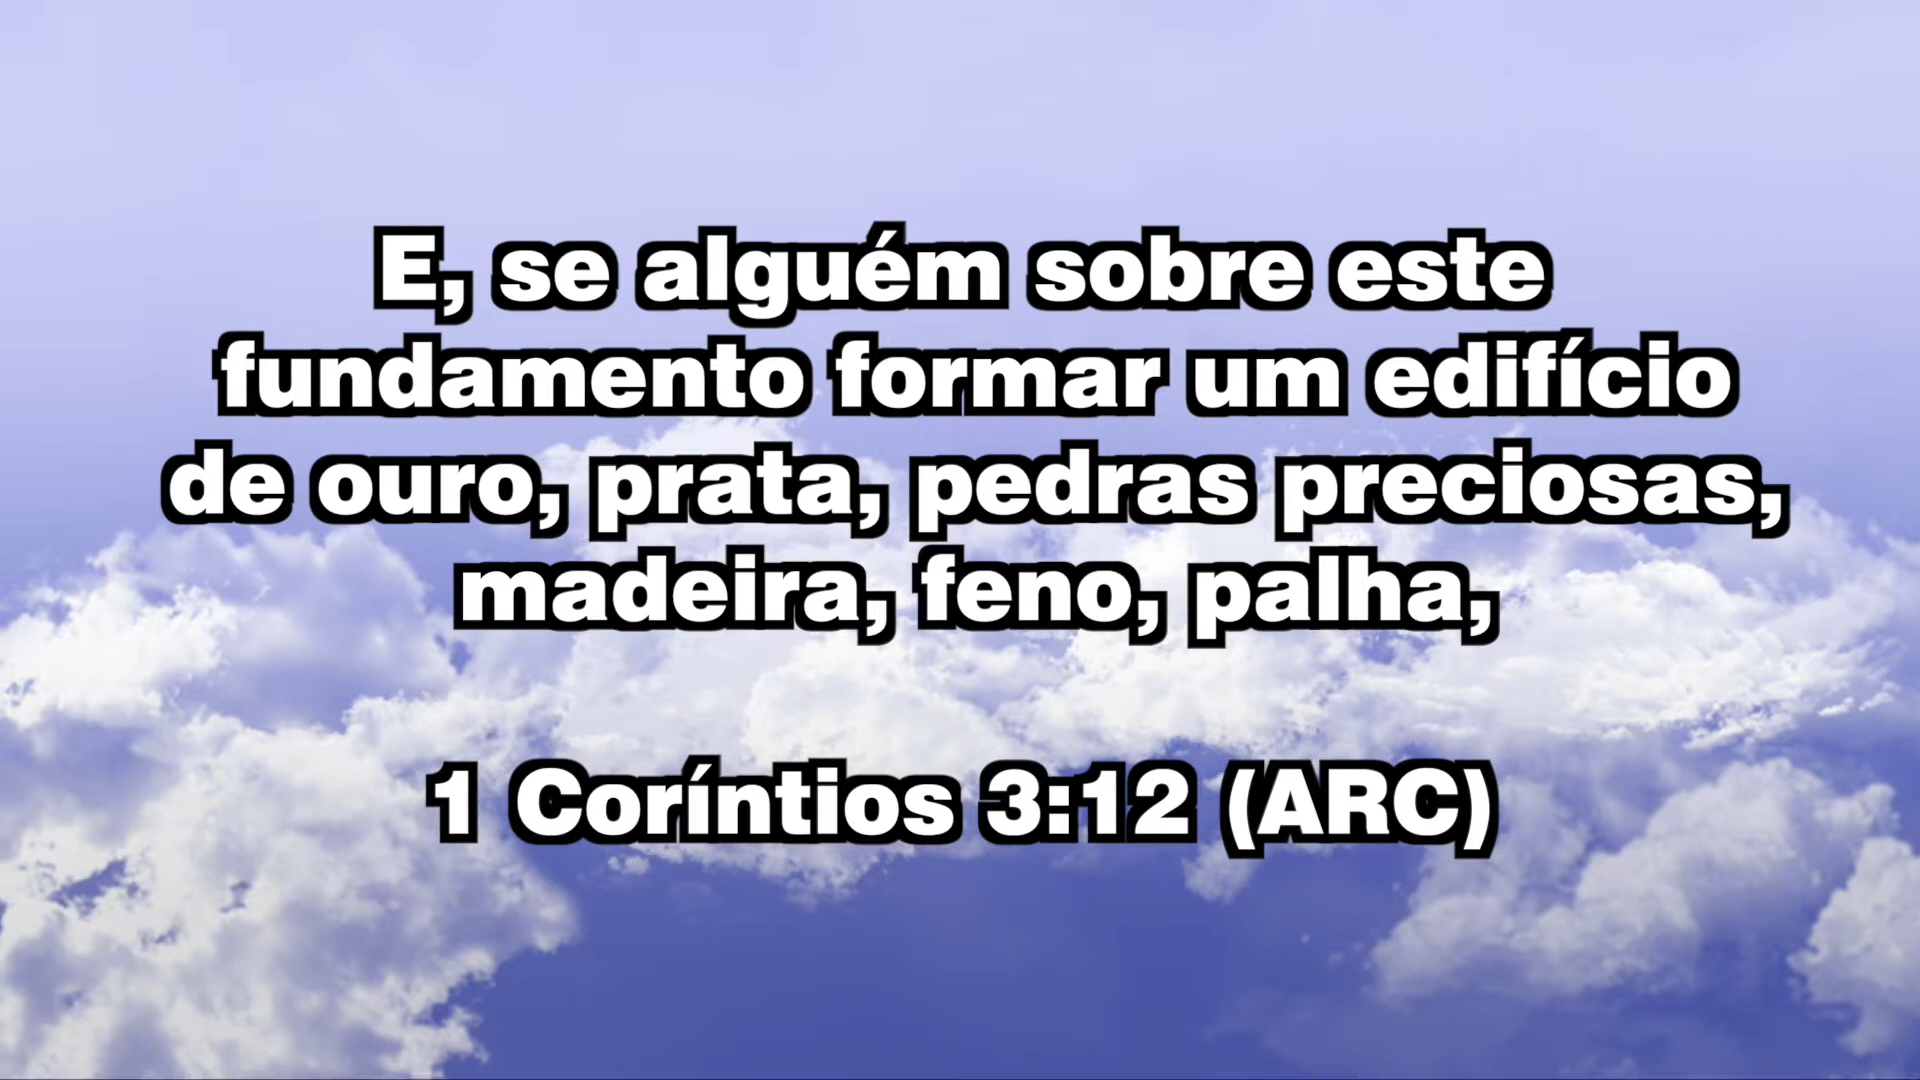 E, se alguém sobre este
fundamento formar um edifício
de ouro, prata, pedras preciosas,
madeira, feno, palha,
1 Coríntios 3:12 (ARC)